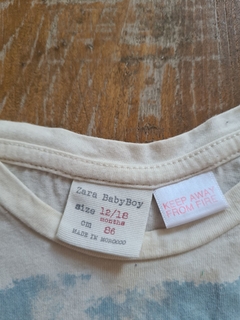 Zara BabyBoy
size 12/18
months
cm 86
MADE IN MOROCCO
KEEP AWAY
FROM FIRE